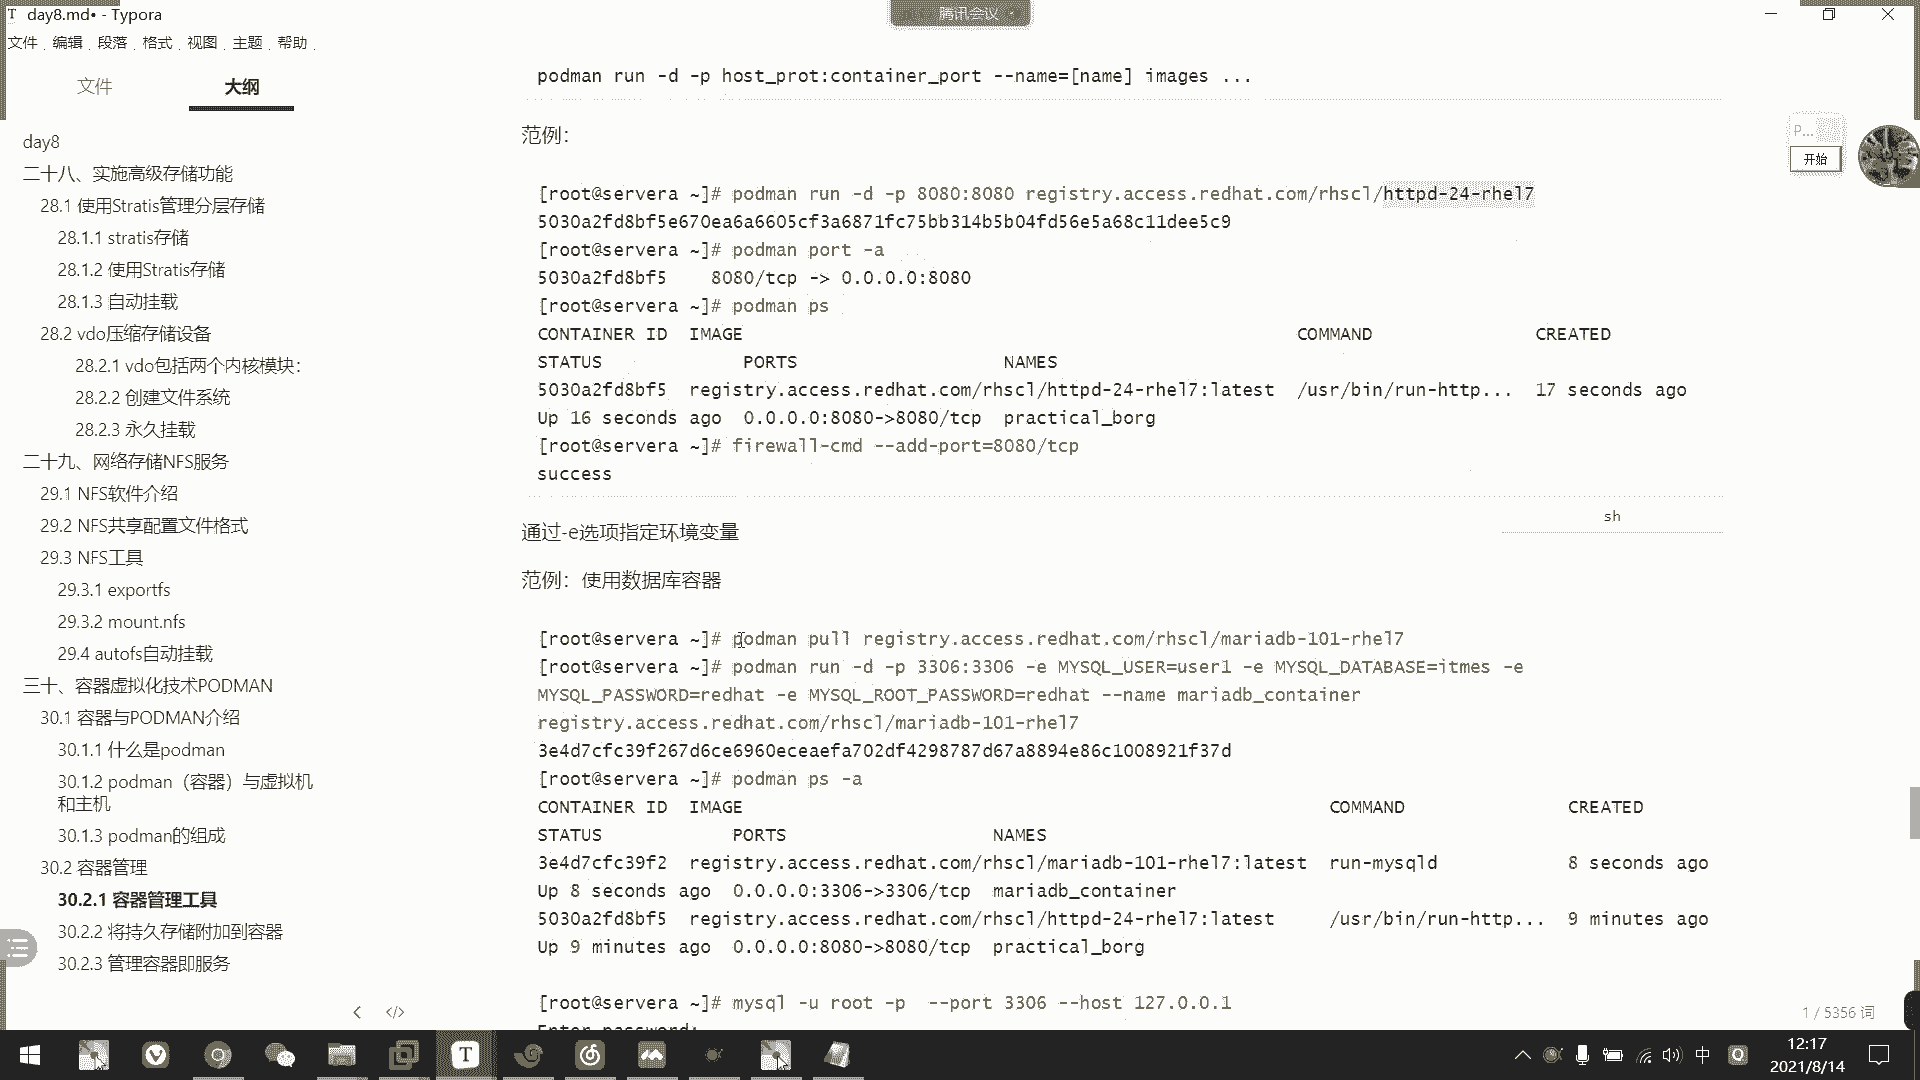 day8.md• - Typora
腾讯会议
文件 编辑 段落 格式 视图 主题 帮助
文件
大纲
day8
二十八、实施高级存储功能
28.1 使用Stratis管理分层存储
28.1.1 stratis存储
28.1.2 使用Stratis存储
28.1.3 自动挂载
28.2 vdo压缩存储设备
28.2.1 vdo包括两个内核模块：
28.2.2 创建文件系统
28.2.3 永久挂载
二十九、网络存储NFS服务
29.1 NFS软件介绍
29.2 NFS共享配置文件格式
29.3 NFS工具
29.3.1 exportfs
29.3.2 mount.nfs
29.4 autofs自动挂载
三十、容器虚拟化技术PODMAN
30.1 容器与PODMAN介绍
30.1.1 什么是podman
30.1.2 podman（容器）与虚拟机
和主机
30.1.3 podman的组成
30.2 容器管理
30.2.1 容器管理工具
30.2.2 将持久存储附加到容器
30.2.3 管理容器即服务
podman run -d -p host_prot:container_port --name=[name] images ...
范例：
[root@servera ~]# podman run -d -p 8080:8080 registry.access.redhat.com/rhscl/httpd-24-rhel7
5030a2fd8bf5e670ea6a6605cf3a6871fc75bb314b5b04fd56e5a68c11dee5c9
[root@servera ~]# podman port -a
5030a2fd8bf5    8080/tcp -> 0.0.0.0:8080
[root@servera ~]# podman ps
CONTAINER ID  IMAGE  COMMAND  CREATED
STATUS  PORTS  NAMES
5030a2fd8bf5  registry.access.redhat.com/rhscl/httpd-24-rhel7:latest  /usr/bin/run-http...  17 seconds ago
Up 16 seconds ago  0.0.0.0:8080->8080/tcp  practical_borg
[root@servera ~]# firewall-cmd --add-port=8080/tcp
success
sh
通过-e选项指定环境变量
范例：使用数据库容器
[root@servera ~]# podman pull registry.access.redhat.com/rhscl/mariadb-101-rhel7
[root@servera ~]# podman run -d -p 3306:3306 -e MYSQL_USER=user1 -e MYSQL_DATABASE=itmes -e
MYSQL_PASSWORD=redhat -e MYSQL_ROOT_PASSWORD=redhat --name mariadb_container
registry.access.redhat.com/rhscl/mariadb-101-rhel7
3e4d7cfc39f267d6ce6960eceaefa702df4298787d67a8894e86c1008921f37d
[root@servera ~]# podman ps -a
CONTAINER ID  IMAGE  COMMAND  CREATED
STATUS  PORTS  NAMES
3e4d7cfc39f2  registry.access.redhat.com/rhscl/mariadb-101-rhel7:latest  run-mysqld  8 seconds ago
Up 8 seconds ago  0.0.0.0:3306->3306/tcp  mariadb_container
5030a2fd8bf5  registry.access.redhat.com/rhscl/httpd-24-rhel7:latest  /usr/bin/run-http...  9 minutes ago
Up 9 minutes ago  0.0.0.0:8080->8080/tcp  practical_borg
[root@servera ~]# mysql -u root -p  --port 3306 --host 127.0.0.1
Enter password:
P...
开始
1 / 5356 词
中
12:17
2021/8/14